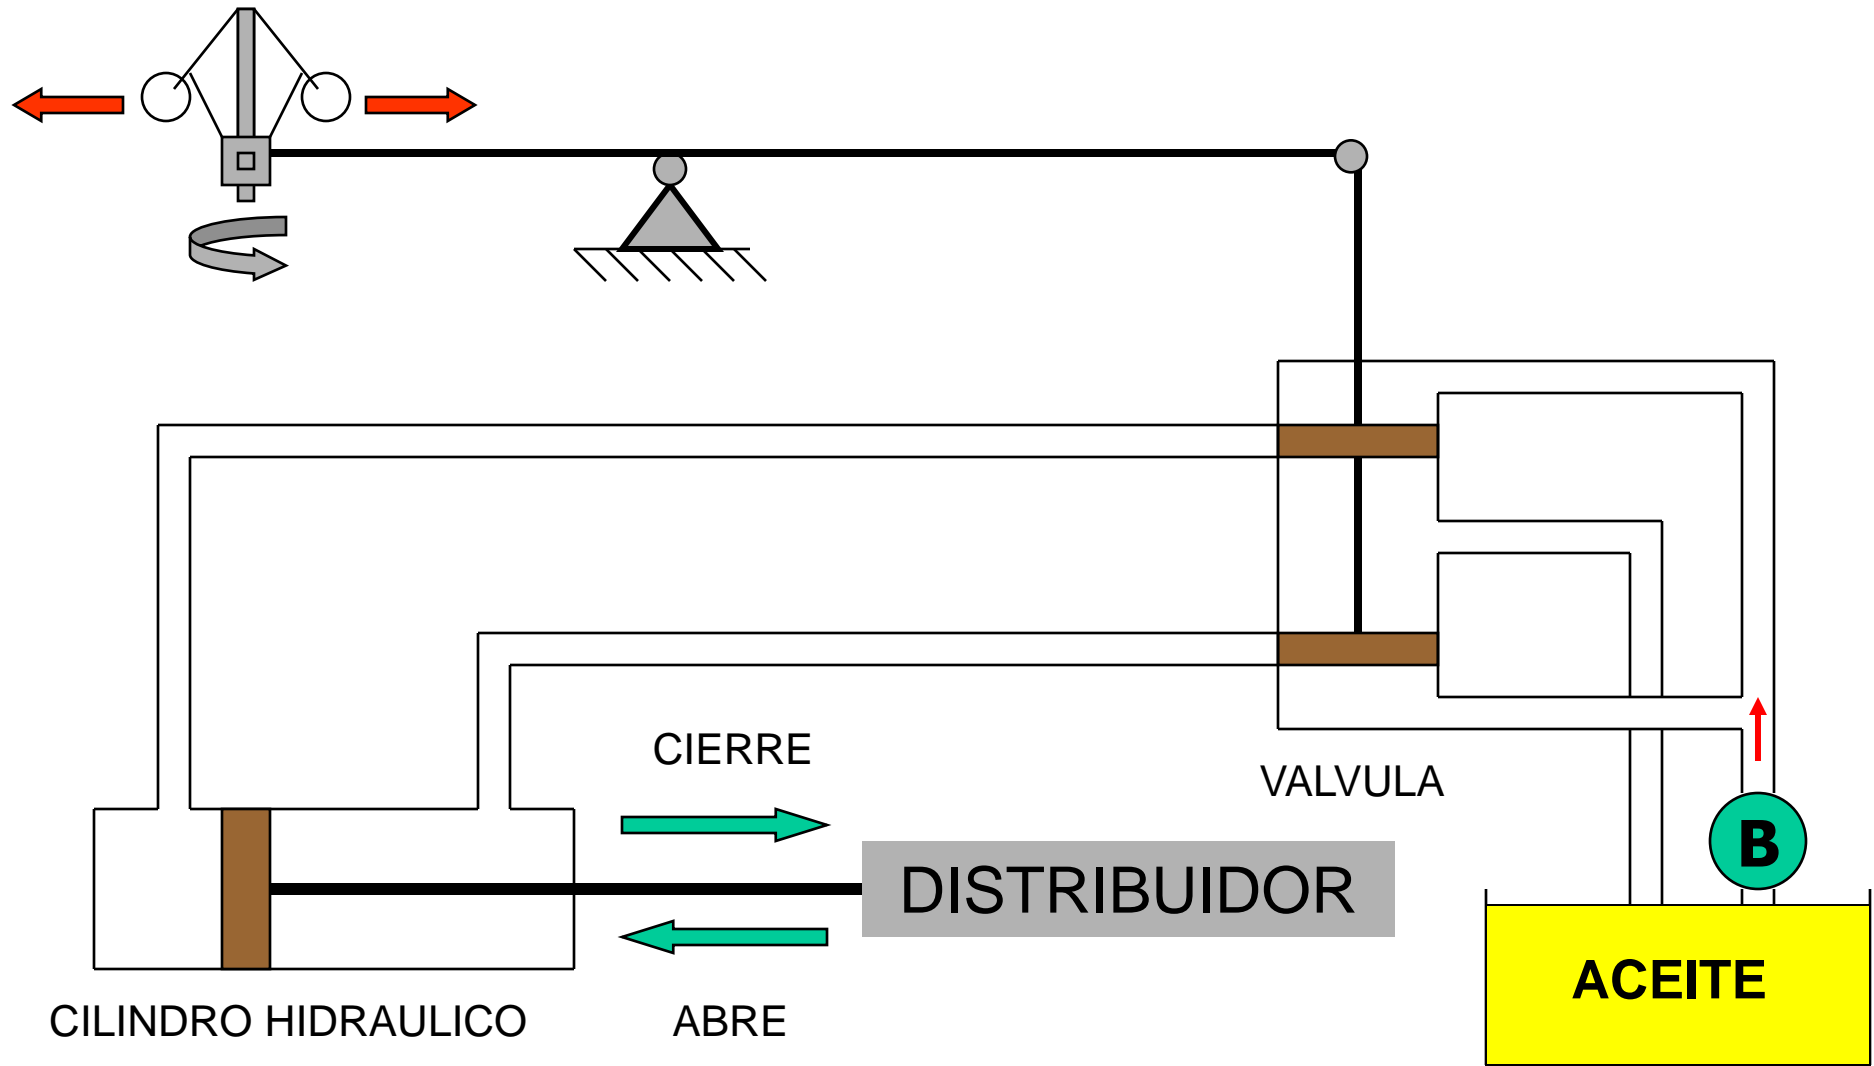 CIERRE
VALVULA
B
DISTRIBUIDOR
ACEITE
CILINDRO HIDRAULICO
ABRE